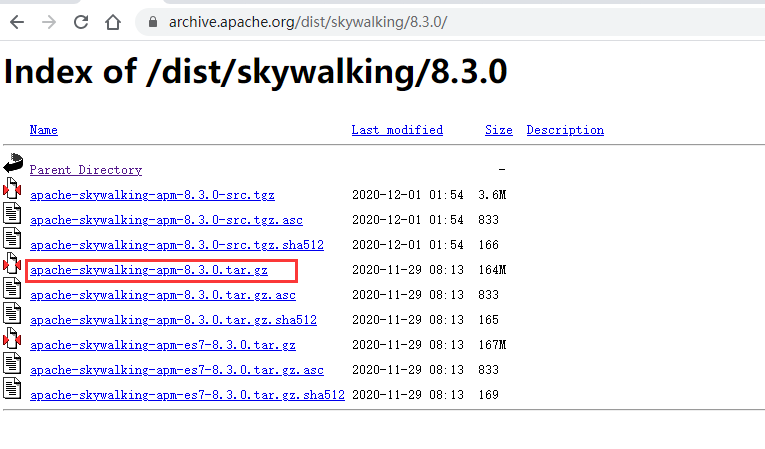 archive.apache.org/dist/skywalking/8.3.0/
Index of /dist/skywalking/8.3.0
Name Last modified Size Description
Parent Directory -
apache-skywalking-apm-8.3.0-src.tgz 2020-12-01 01:54 3.6M
apache-skywalking-apm-8.3.0-src.tgz.asc 2020-12-01 01:54 833
apache-skywalking-apm-8.3.0-src.tgz.sha512 2020-12-01 01:54 166
apache-skywalking-apm-8.3.0.tar.gz 2020-11-29 08:13 164M
apache-skywalking-apm-8.3.0.tar.gz.asc 2020-11-29 08:13 833
apache-skywalking-apm-8.3.0.tar.gz.sha512 2020-11-29 08:13 165
apache-skywalking-apm-es7-8.3.0.tar.gz 2020-11-29 08:13 167M
apache-skywalking-apm-es7-8.3.0.tar.gz.asc 2020-11-29 08:13 833
apache-skywalking-apm-es7-8.3.0.tar.gz.sha512 2020-11-29 08:13 169